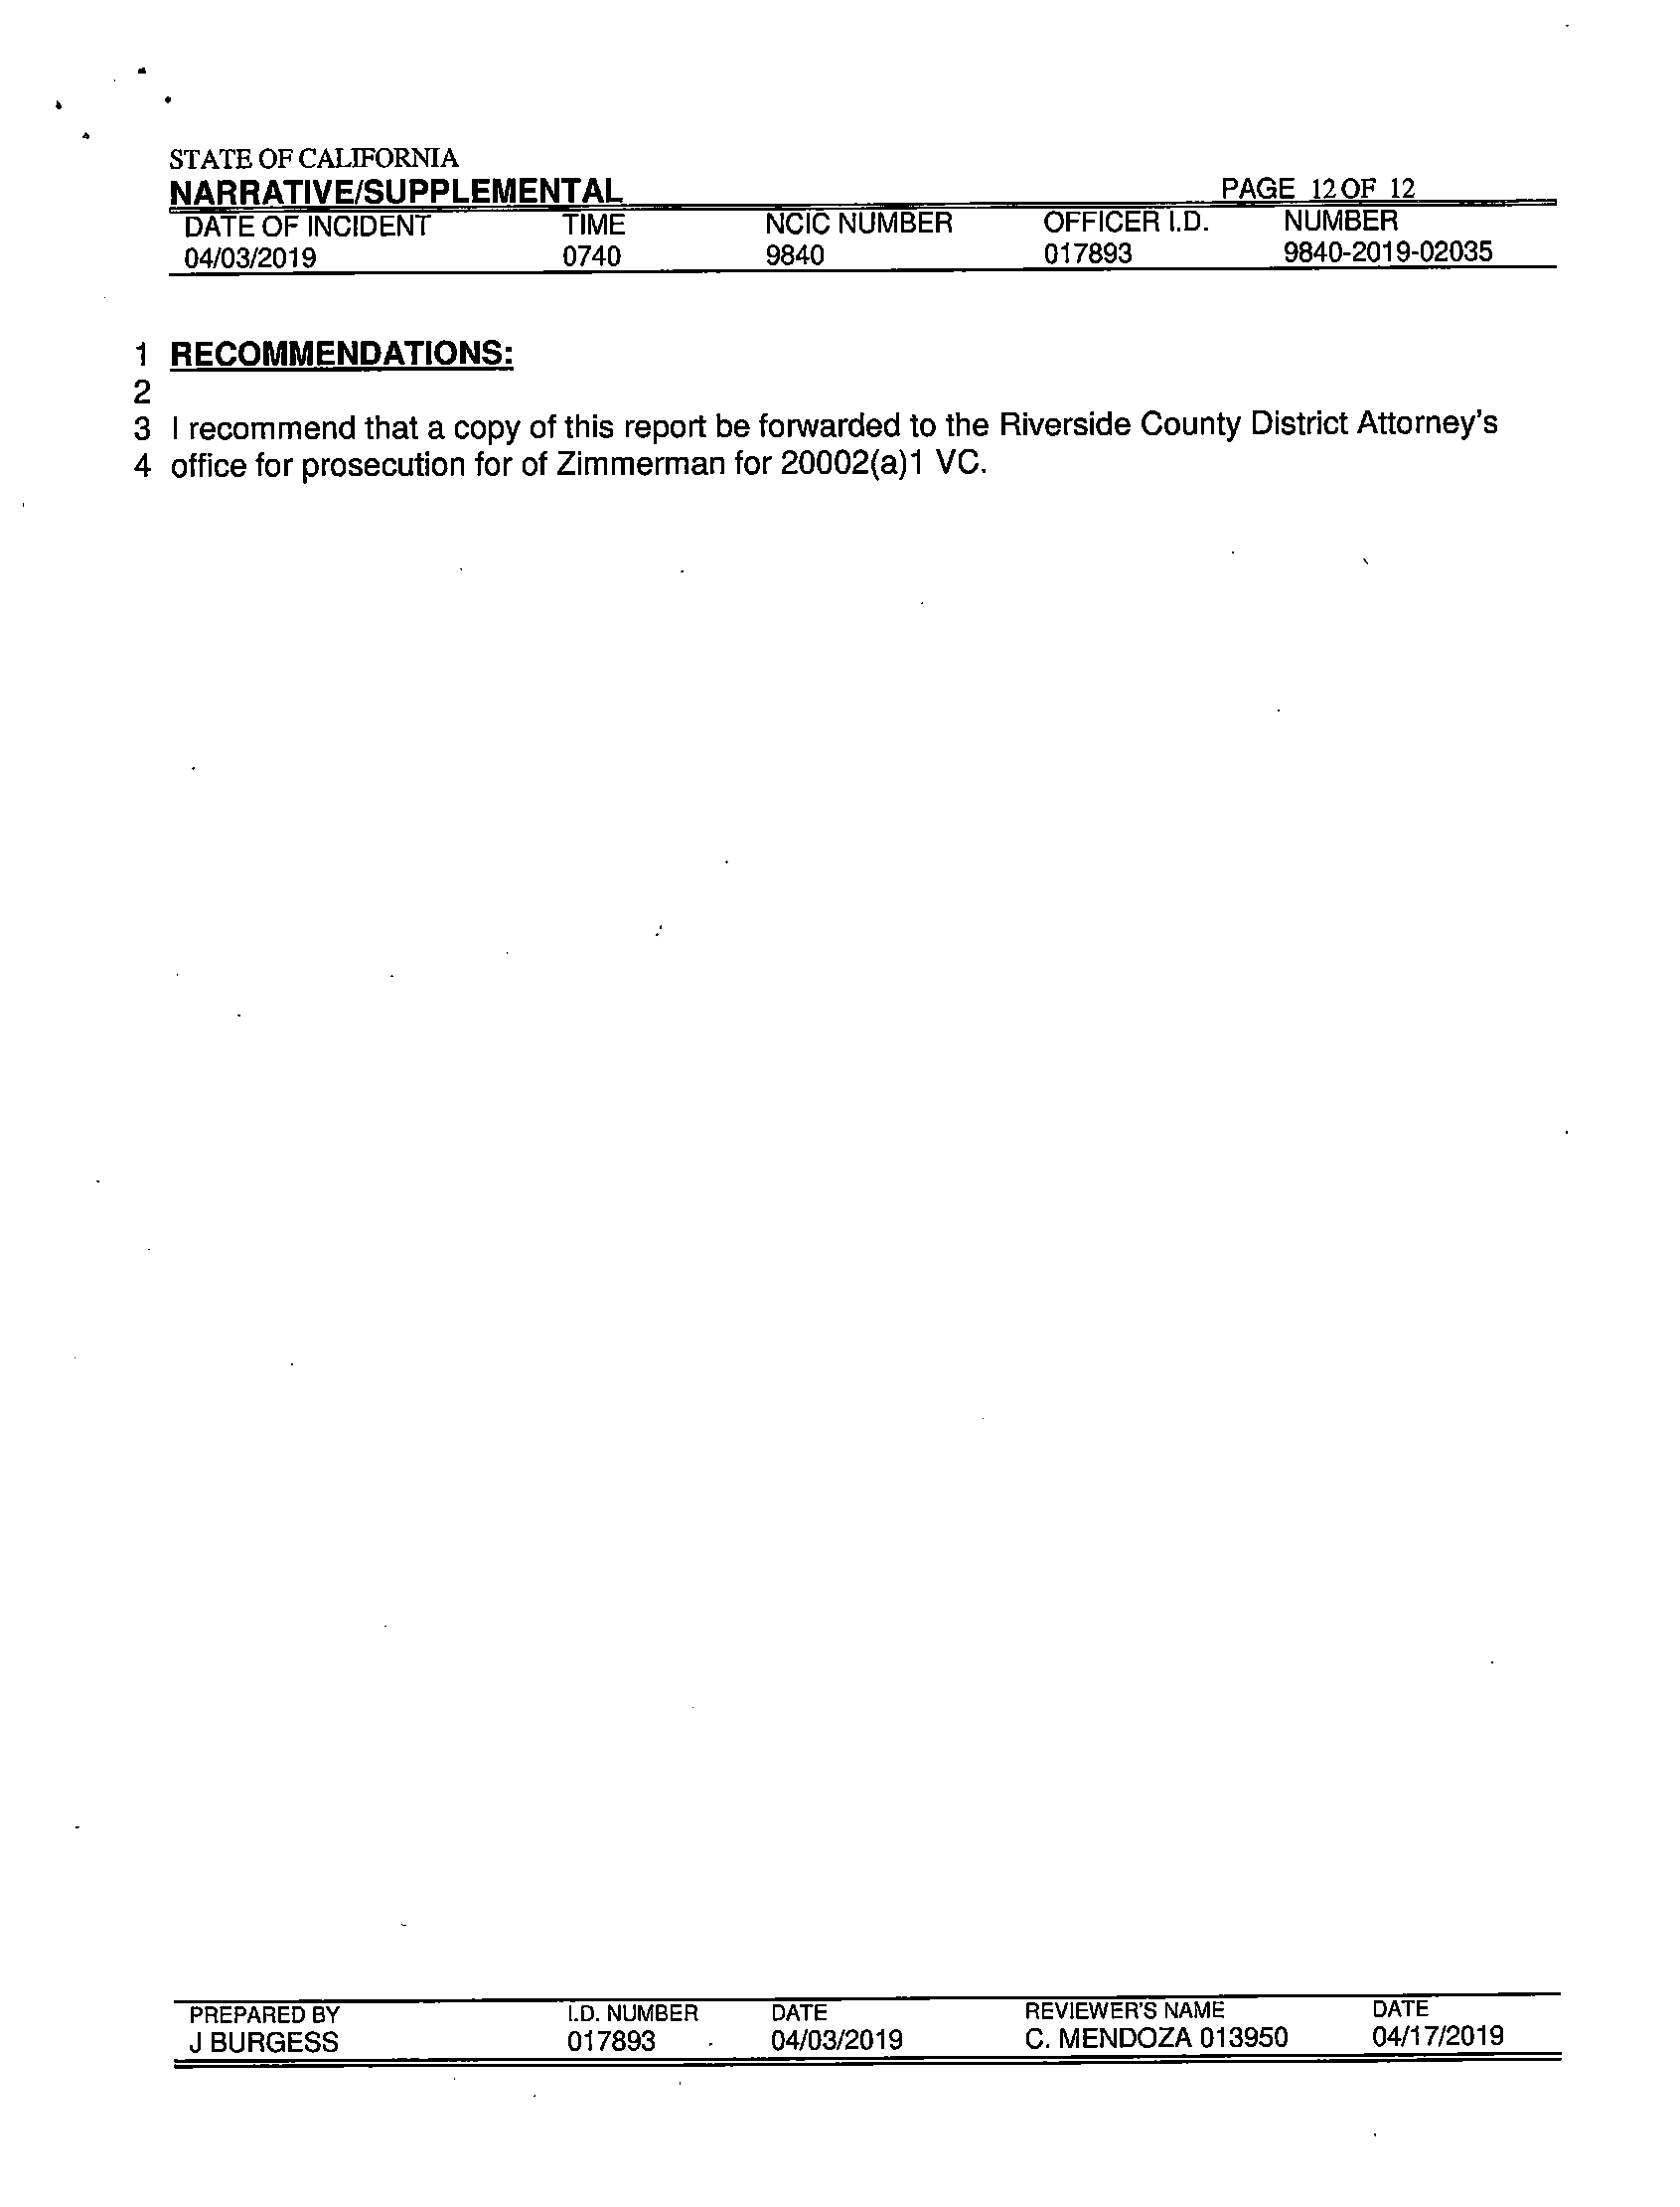 STATE OF CALIFORNIA
NARRATIVE/SUPPLEMENTAL PAGE 12 OF 12
DATE OF INCIDENT TIME NCIC NUMBER OFFICER I.D. NUMBER
04/03/2019 0740 9840 017893 9840-2019-02035
1 RECOMMENDATIONS:
2
3 I recommend that a copy of this report be forwarded to the Riverside County District Attorney's
4 office for prosecution for of Zimmerman for 20002(a)1 VC.
PREPARED BY I.D. NUMBER DATE REVIEWER'S NAME DATE
J BURGESS 017893 04/03/2019 C. MENDOZA 013950 04/17/2019